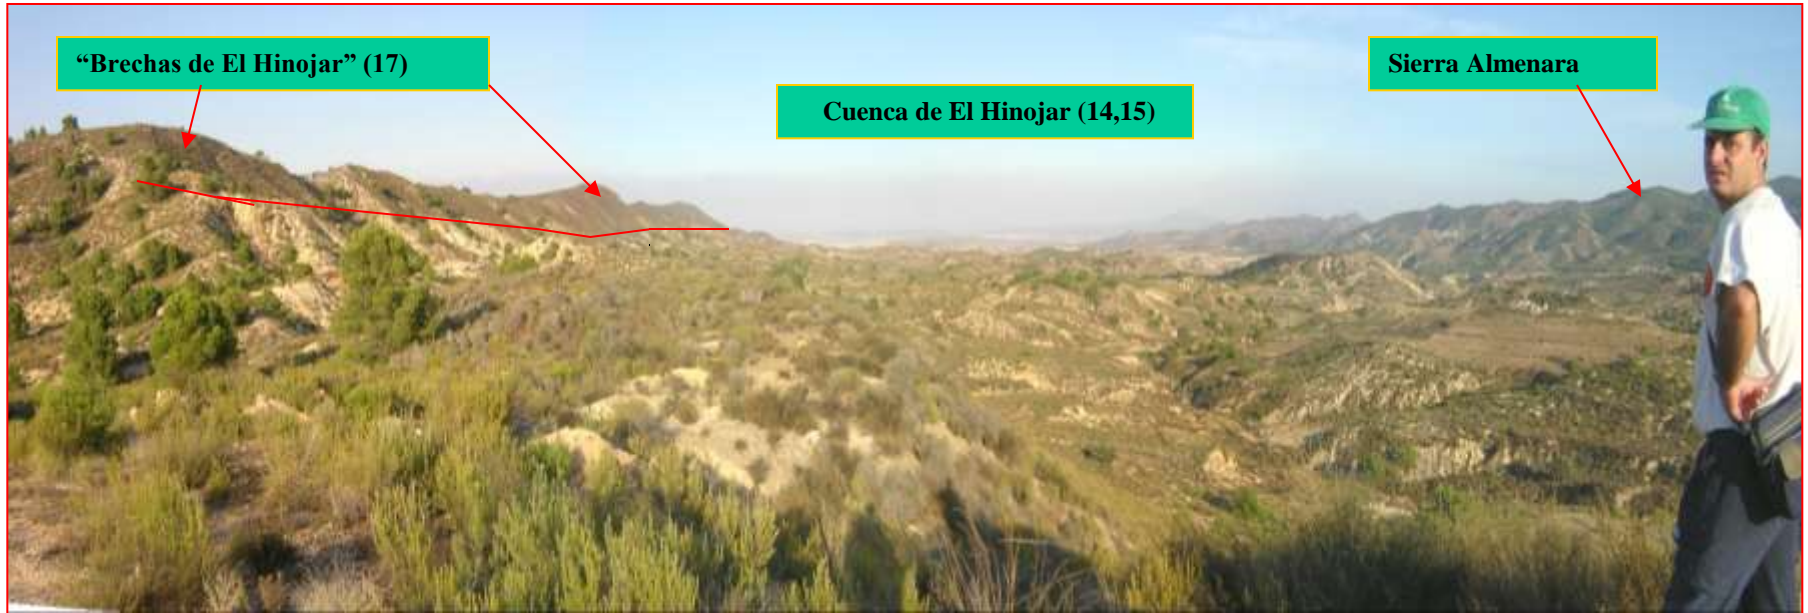 “Brechas de El Hinojar” (17)
Cuenca de El Hinojar (14,15)
Sierra Almenara